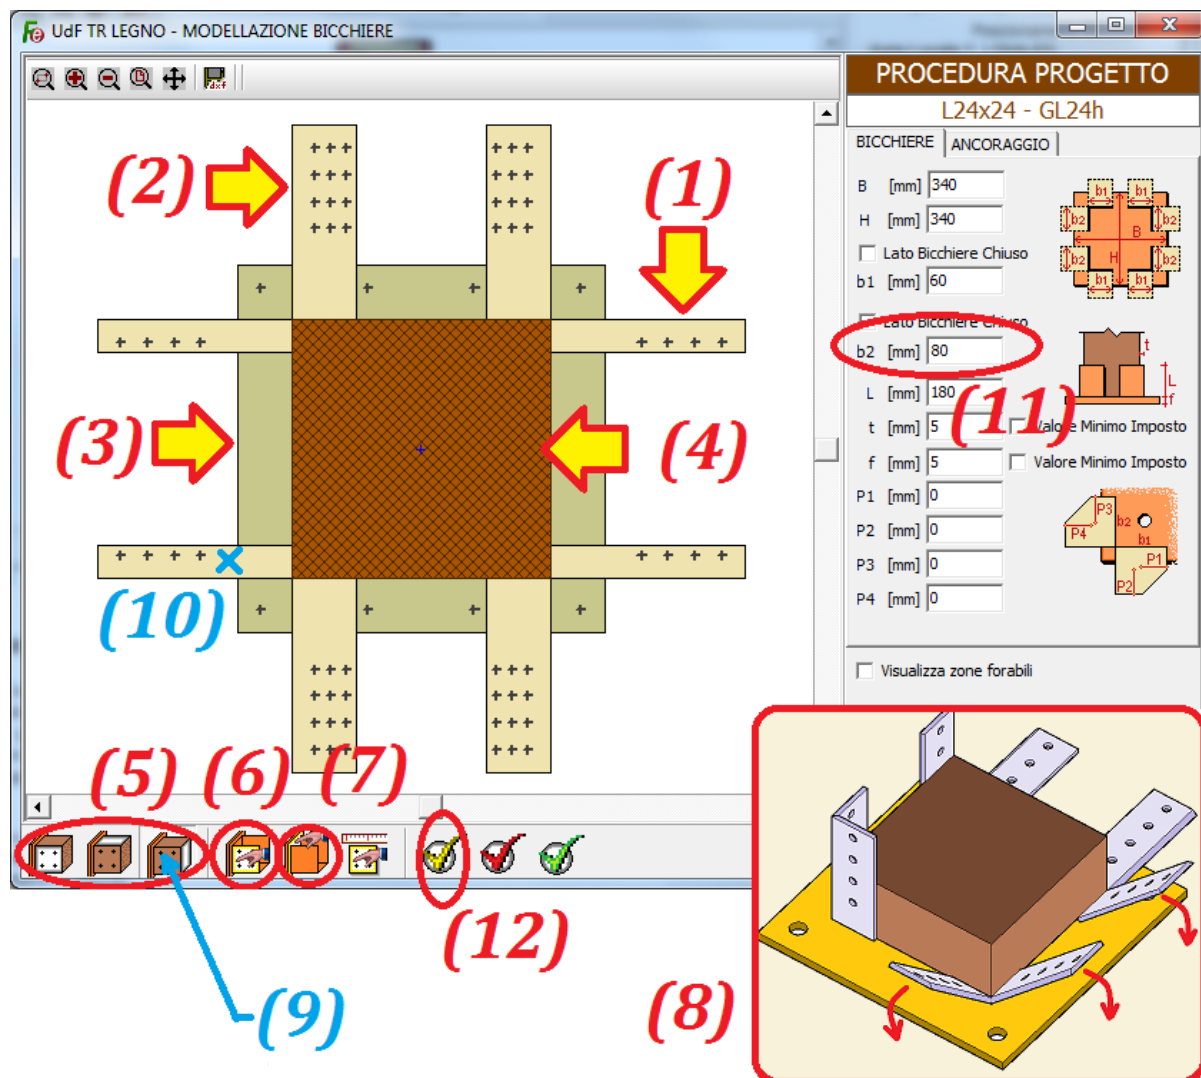 UdF TR LEGNO - MODELLAZIONE BICCHIERE
dxf
PROCEDURA PROGETTO
L24x24 - GL24h
BICCHIERE
ANCORAGGIO
B [mm] 340
H [mm] 340
Lato Bicchiere Chiuso
b1 [mm] 60
Lato Bicchiere Chiuso
b2 [mm] 80
L [mm] 180
t [mm] 5
Valore Minimo Imposto
f [mm] 5
Valore Minimo Imposto
P1 [mm] 0
P2 [mm] 0
P3 [mm] 0
P4 [mm] 0
b1 b1
b2 b2
B
H
b2 b2
b1 b1
t
L
f
P3
b2
P4
b1
P1
P2
Visualizza zone forabili
(2)
(1)
(3)
(4)
(11)
(10)
(5)
(6)
(7)
(12)
(9)
(8)